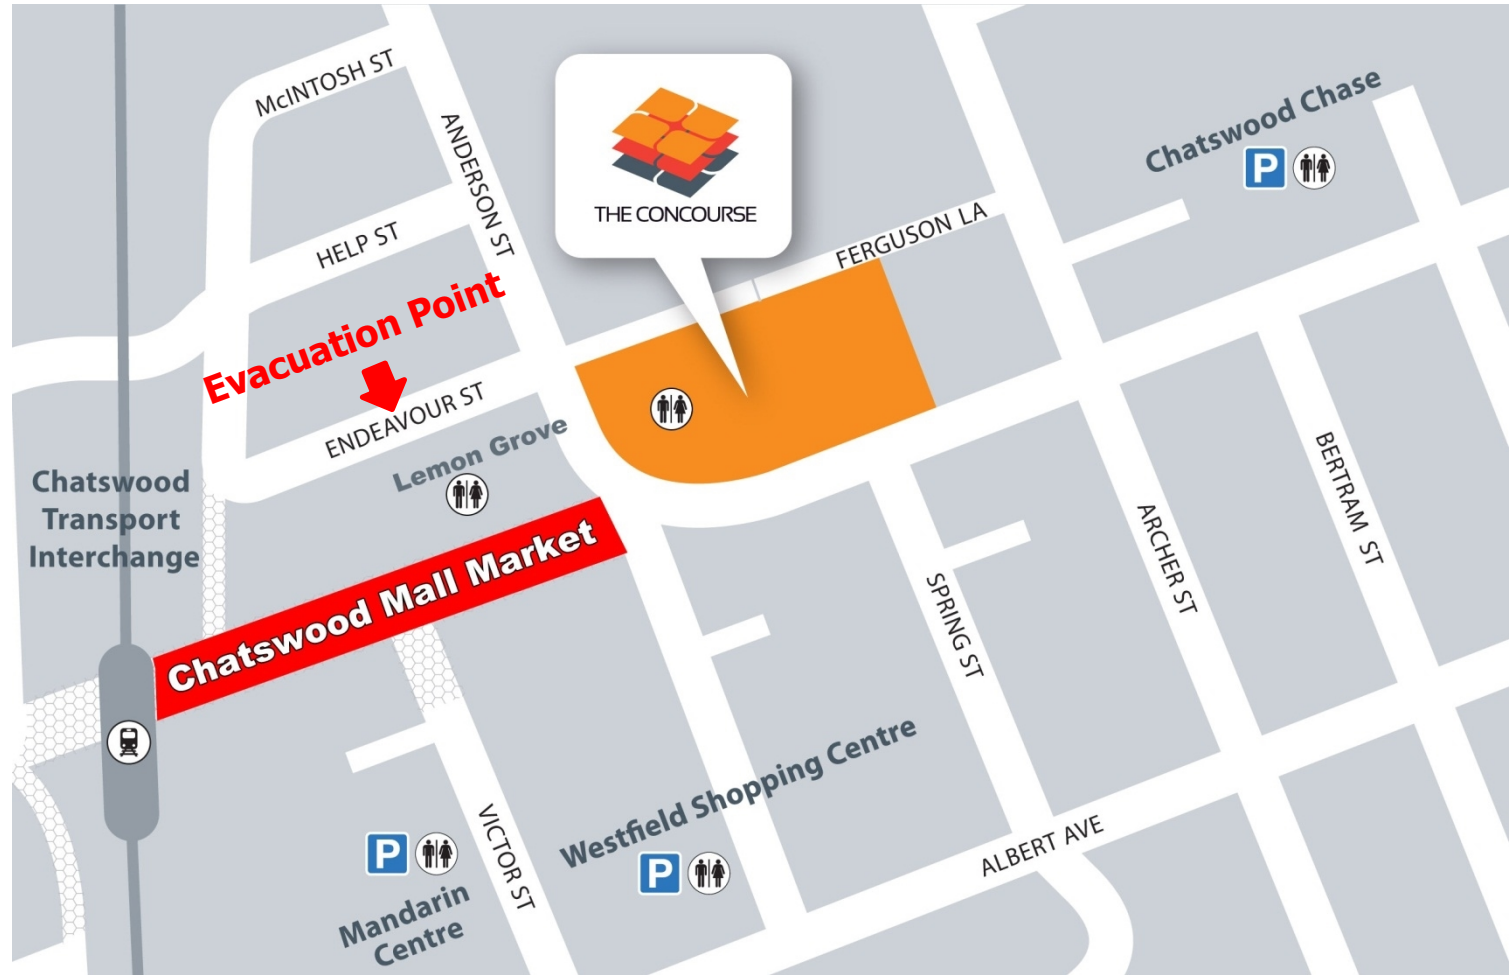 McINTOSH ST
ANDERSON ST
THE CONCOURSE
Chatswood Chase
P
HELP ST
FERGUSON LA
Evacuation Point
ENDEAVOUR ST
Lemon Grove
Chatswood
Transport
Interchange
Chatswood Mall Market
BERTRAM ST
ARCHER ST
SPRING ST
Westfield Shopping Centre
P
VICTOR ST
ALBERT AVE
P
Mandarin
Centre